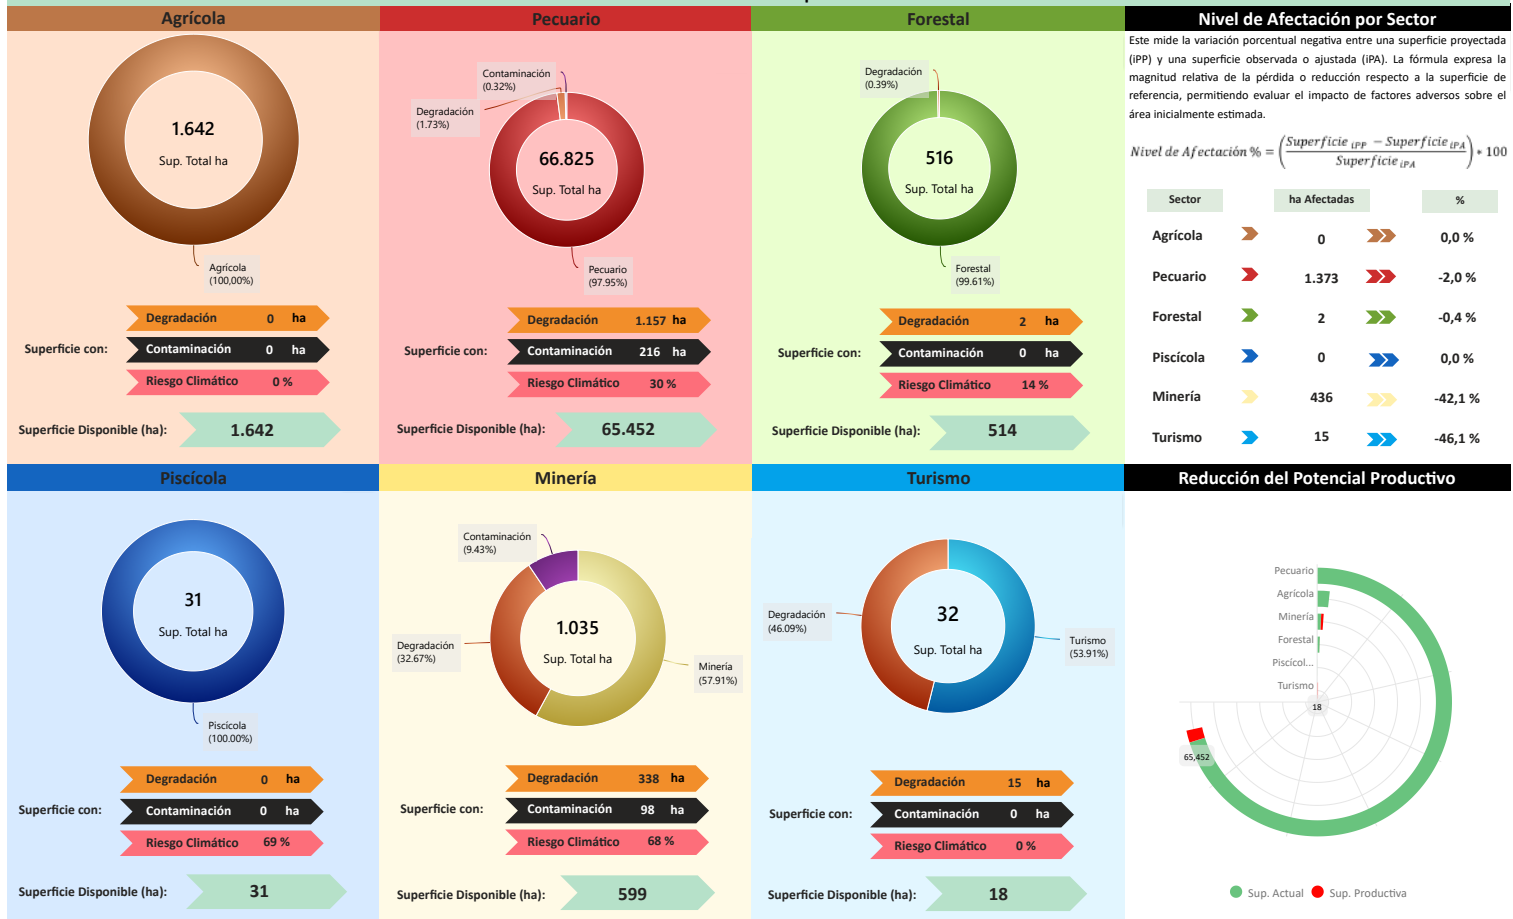 Agrícola
1.642
Sup. Total ha
Agrícola
(100,00%)
Superficie con:
Degradación 0 ha
Contaminación 0 ha
Riesgo Climático 0 %
Superficie Disponible (ha): 1.642
Pecuario
Contaminación
(0.32%)
Degradación
(1.73%)
66.825
Sup. Total ha
Pecuario
(97.95%)
Superficie con:
Degradación 1.157 ha
Contaminación 216 ha
Riesgo Climático 30 %
Superficie Disponible (ha): 65.452
Forestal
Degradación
(0.39%)
516
Sup. Total ha
Forestal
(99.61%)
Superficie con:
Degradación 2 ha
Contaminación 0 ha
Riesgo Climático 14 %
Superficie Disponible (ha): 514
Nivel de Afectación por Sector
Este mide la variación porcentual negativa entre una superficie proyectada
(iPP) y una superficie observada o ajustada (iPA). La fórmula expresa la
magnitud relativa de la pérdida o reducción respecto a la superficie de
referencia, permitiendo evaluar el impacto de factores adversos sobre el
área inicialmente estimada.
Nivel de Afectación % = (Superficie iPP − Superficie iPA / Superficie iPA) * 100
Sector ha Afectadas %
Agrícola 0 0,0 %
Pecuario 1.373 -2,0 %
Forestal 2 -0,4 %
Piscícola 0 0,0 %
Minería 436 -42,1 %
Turismo 15 -46,1 %
Piscícola
31
Sup. Total ha
Piscícola
(100.00%)
Superficie con:
Degradación 0 ha
Contaminación 0 ha
Riesgo Climático 69 %
Superficie Disponible (ha): 31
Minería
Contaminación
(9.43%)
Degradación
(32.67%)
1.035
Sup. Total ha
Minería
(57.91%)
Superficie con:
Degradación 338 ha
Contaminación 98 ha
Riesgo Climático 68 %
Superficie Disponible (ha): 599
Turismo
Degradación
(46.09%)
32
Sup. Total ha
Turismo
(53.91%)
Superficie con:
Degradación 15 ha
Contaminación 0 ha
Riesgo Climático 0 %
Superficie Disponible (ha): 18
Reducción del Potencial Productivo
Pecuario
Agrícola
Minería
Forestal
Piscícol...
Turismo
18
65,452
Sup. Actual Sup. Productiva